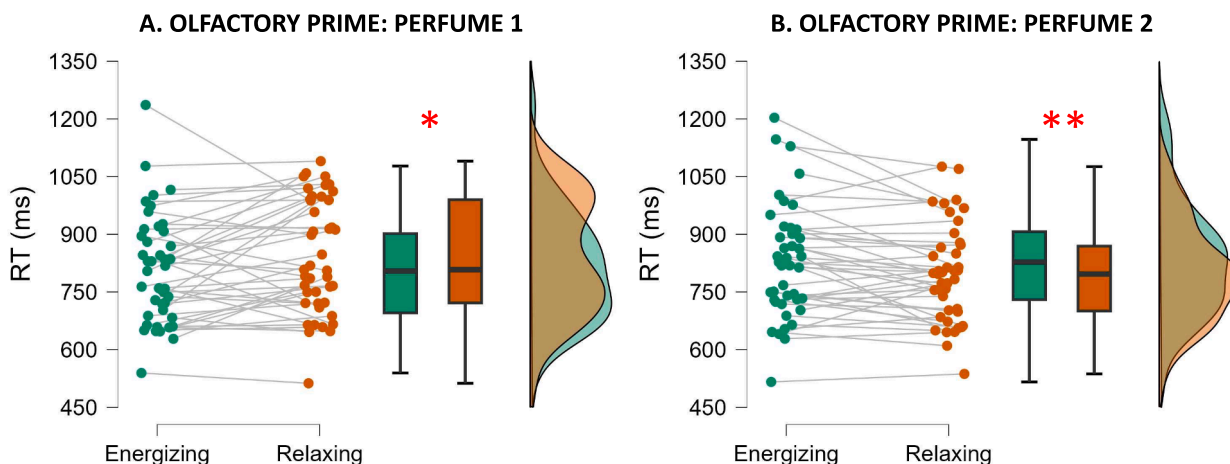 A. OLFACTORY PRIME: PERFUME 1
RT (ms)
1350
1200
1050
900
750
600
450
*
Energizing
Relaxing
B. OLFACTORY PRIME: PERFUME 2
RT (ms)
1350
1200
1050
900
750
600
450
**
Energizing
Relaxing